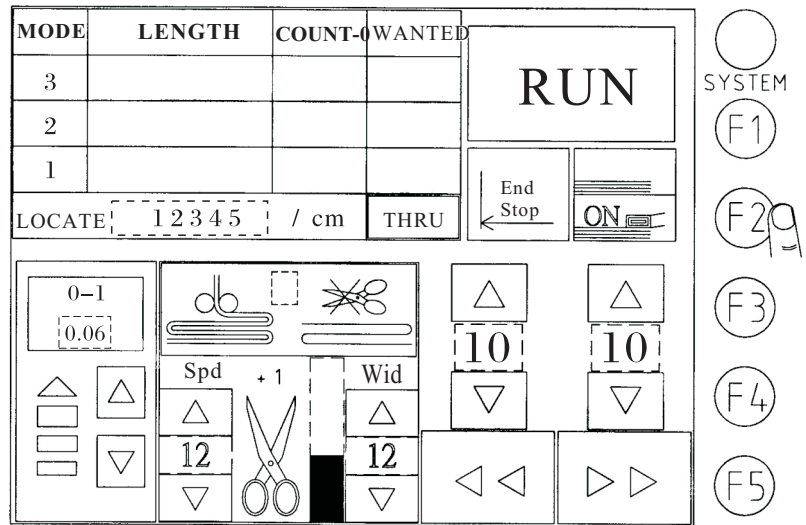 MODE LENGTH COUNT-0 WANTED
3
2
1
LOCATE 12345 / cm THRU
RUN
End
Stop
ON
SYSTEM
F1
F2
F3
F4
F5
0-1
0.06
Spd + 1 Wid
12 12
10 10